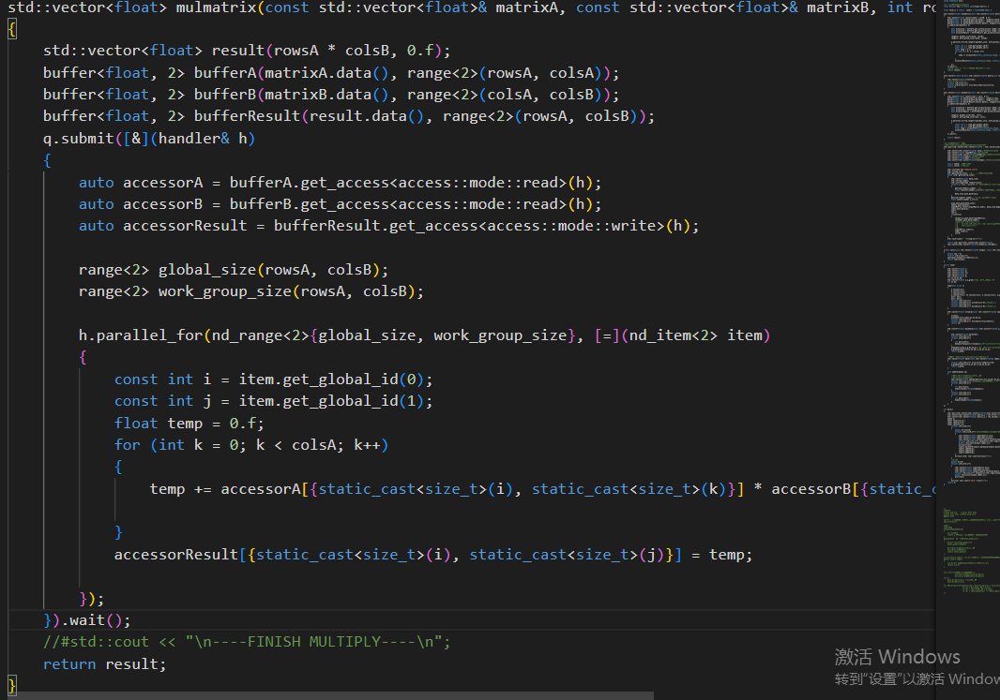 std::vector<float> mulmatrix(const std::vector<float>& matrixA, const std::vector<float>& matrixB, int
{
    std::vector<float> result(rowsA * colsB, 0.f);
    buffer<float, 2> bufferA(matrixA.data(), range<2>(rowsA, colsA));
    buffer<float, 2> bufferB(matrixB.data(), range<2>(colsA, colsB));
    buffer<float, 2> bufferResult(result.data(), range<2>(rowsA, colsB));
    q.submit([&](handler& h)
    {
        auto accessorA = bufferA.get_access<access::mode::read>(h);
        auto accessorB = bufferB.get_access<access::mode::read>(h);
        auto accessorResult = bufferResult.get_access<access::mode::write>(h);
        range<2> global_size(rowsA, colsB);
        range<2> work_group_size(rowsA, colsB);
        h.parallel_for(nd_range<2>{global_size, work_group_size}, [=](nd_item<2> item)
        {
            const int i = item.get_global_id(0);
            const int j = item.get_global_id(1);
            float temp = 0.f;
            for (int k = 0; k < colsA; k++)
            {
                temp += accessorA[{static_cast<size_t>(i), static_cast<size_t>(k)}] * accessorB[{static_
            }
            accessorResult[{static_cast<size_t>(i), static_cast<size_t>(j)}] = temp;
        });
    }).wait();
    //#std::cout << "\n----FINISH MULTIPLY----\n";
    return result;
}
激活 Windows
转到"设置"以激活 Window